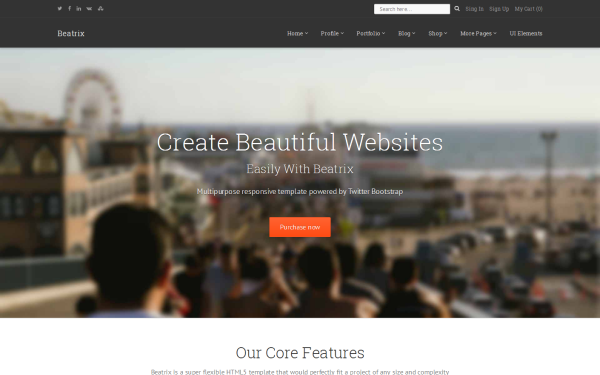 Search here...
Sing In Sign Up My Cart (0)
Beatrix
Home Profile Portfolio Blog Shop More Pages UI Elements
Create Beautiful Websites
Easily With Beatrix
Multipurpose responsive template powered by Twitter Bootstrap
Purchase now
Our Core Features
Beatrix is a super flexible HTML5 template that would perfectly fit a project of any size and complexity